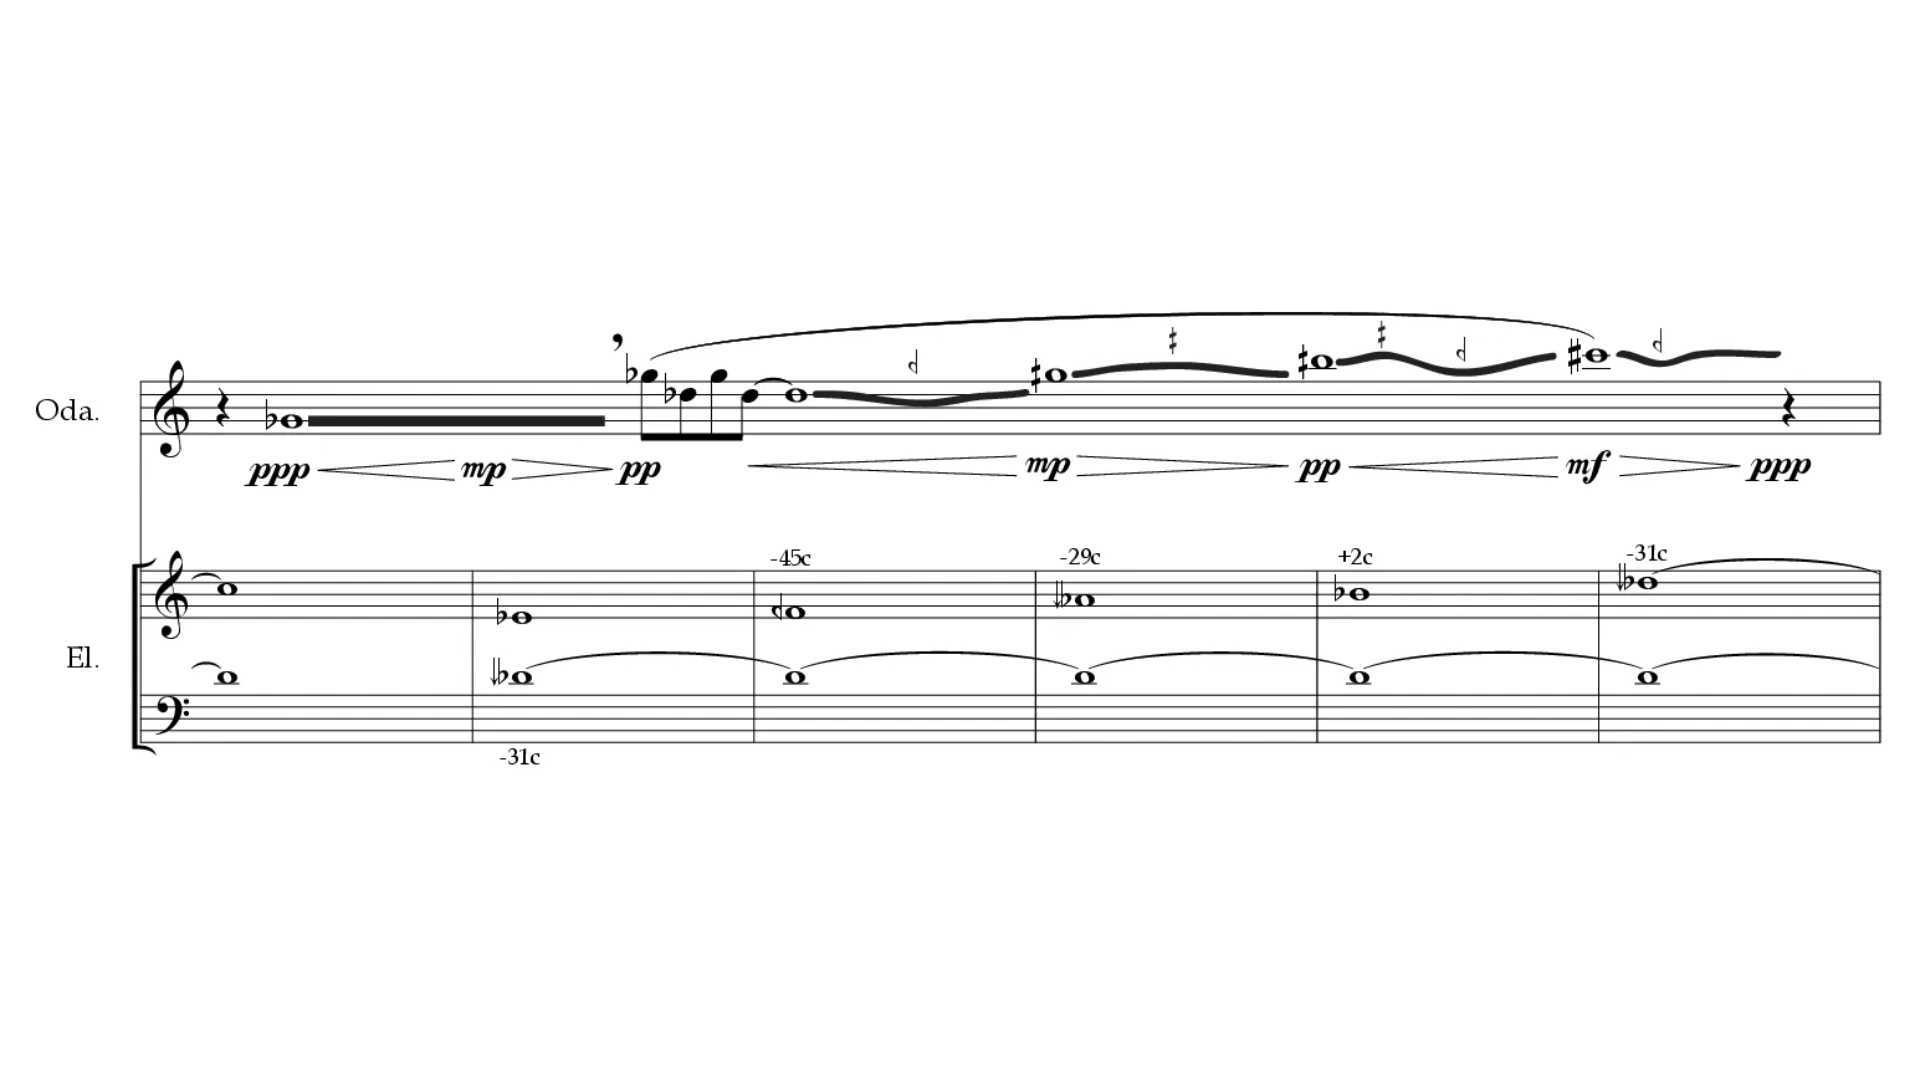 Oda.
ppp mp pp mp pp mf ppp
El.
-45c -29c +2c -31c
-31c